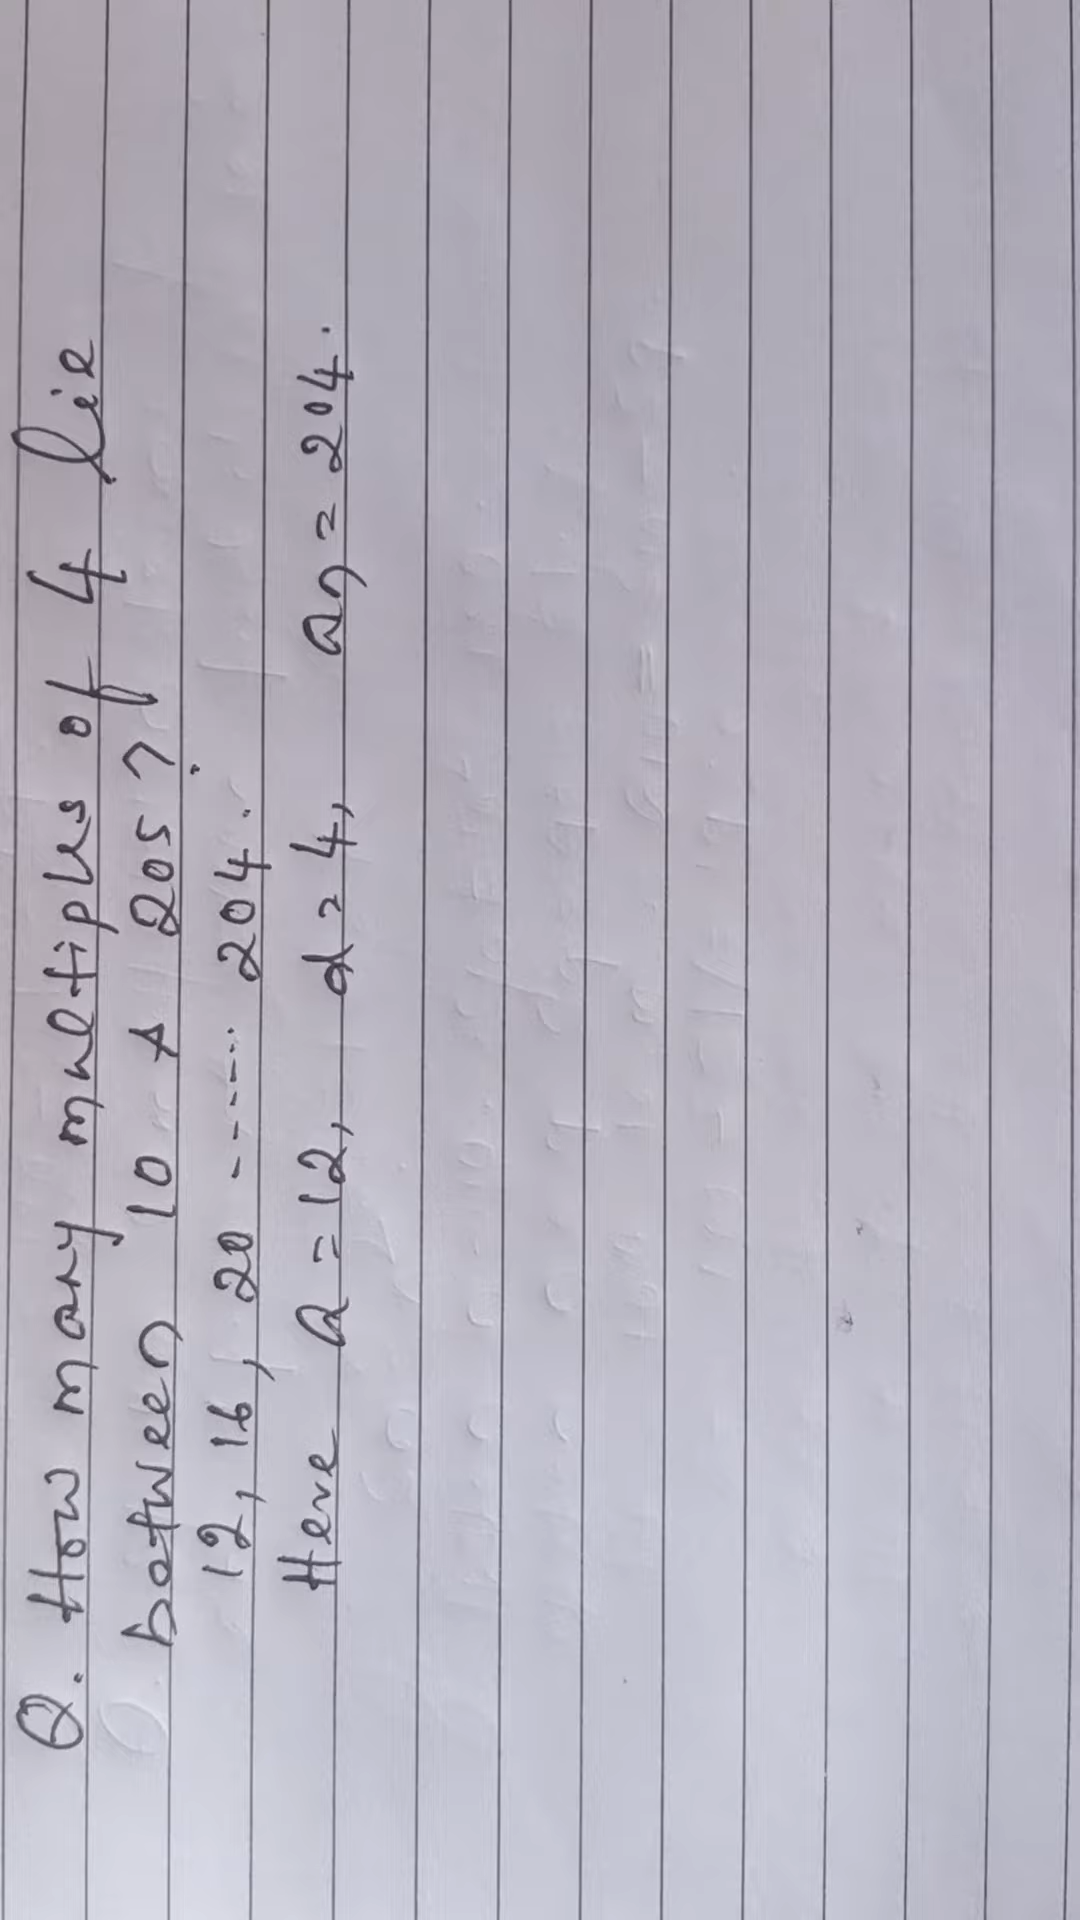 Q. How many multiples of 4 lie
between 10 & 205?
12, 16, 20 ------- 204.
Here a = 12, d = 4, an = 204.